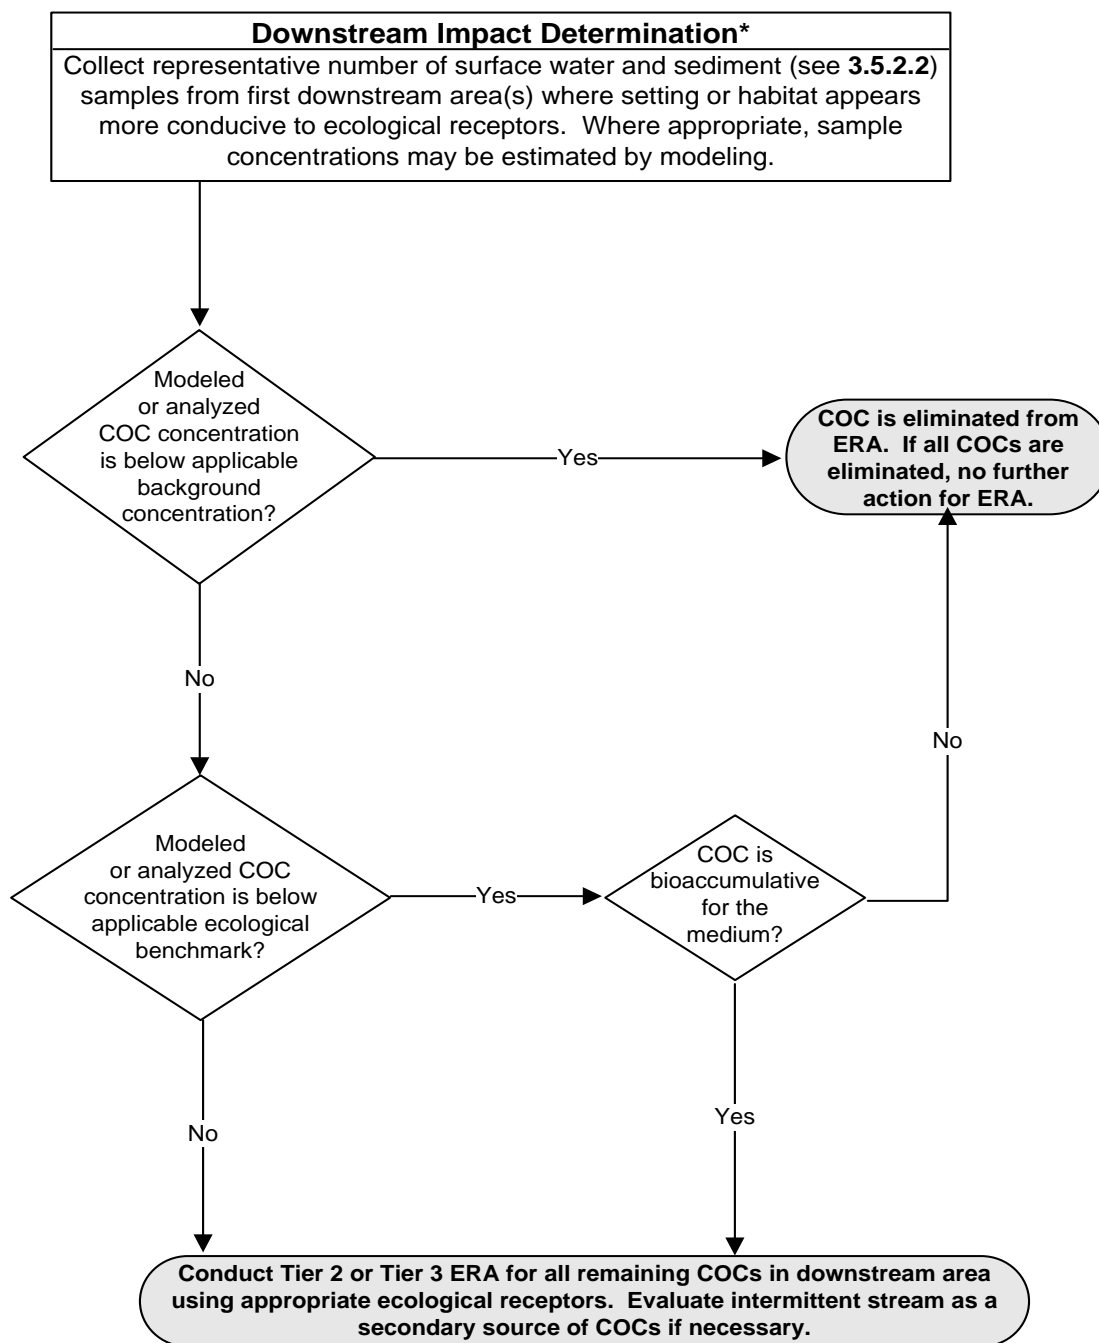 Downstream Impact Determination*
Collect representative number of surface water and sediment (see 3.5.2.2)
samples from first downstream area(s) where setting or habitat appears
more conducive to ecological receptors.  Where appropriate, sample
concentrations may be estimated by modeling.
Modeled
or analyzed
COC concentration
is below applicable
background
concentration?
Yes
COC is eliminated from
ERA.  If all COCs are
eliminated, no further
action for ERA.
No
No
Modeled
or analyzed COC
concentration is below
applicable ecological
benchmark?
Yes
COC is
bioaccumulative
for the
medium?
No
Yes
Conduct Tier 2 or Tier 3 ERA for all remaining COCs in downstream area
using appropriate ecological receptors.  Evaluate intermittent stream as a
secondary source of COCs if necessary.